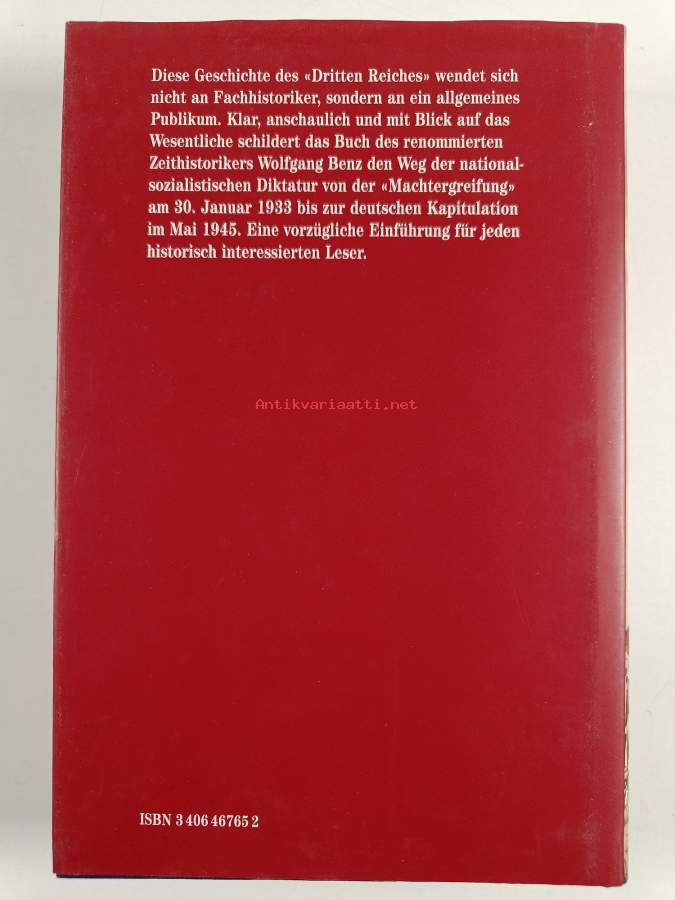 Diese Geschichte des «Dritten Reiches» wendet sich
nicht an Fachhistoriker, sondern an ein allgemeines
Publikum. Klar, anschaulich und mit Blick auf das
Wesentliche schildert das Buch des renommierten
Zeithistorikers Wolfgang Benz den Weg der national-
sozialistischen Diktatur von der «Machtergreifung»
am 30. Januar 1933 bis zur deutschen Kapitulation
im Mai 1945. Eine vorzügliche Einführung für jeden
historisch interessierten Leser.
Antikvariaatti.net
ISBN 3 406 46765 2